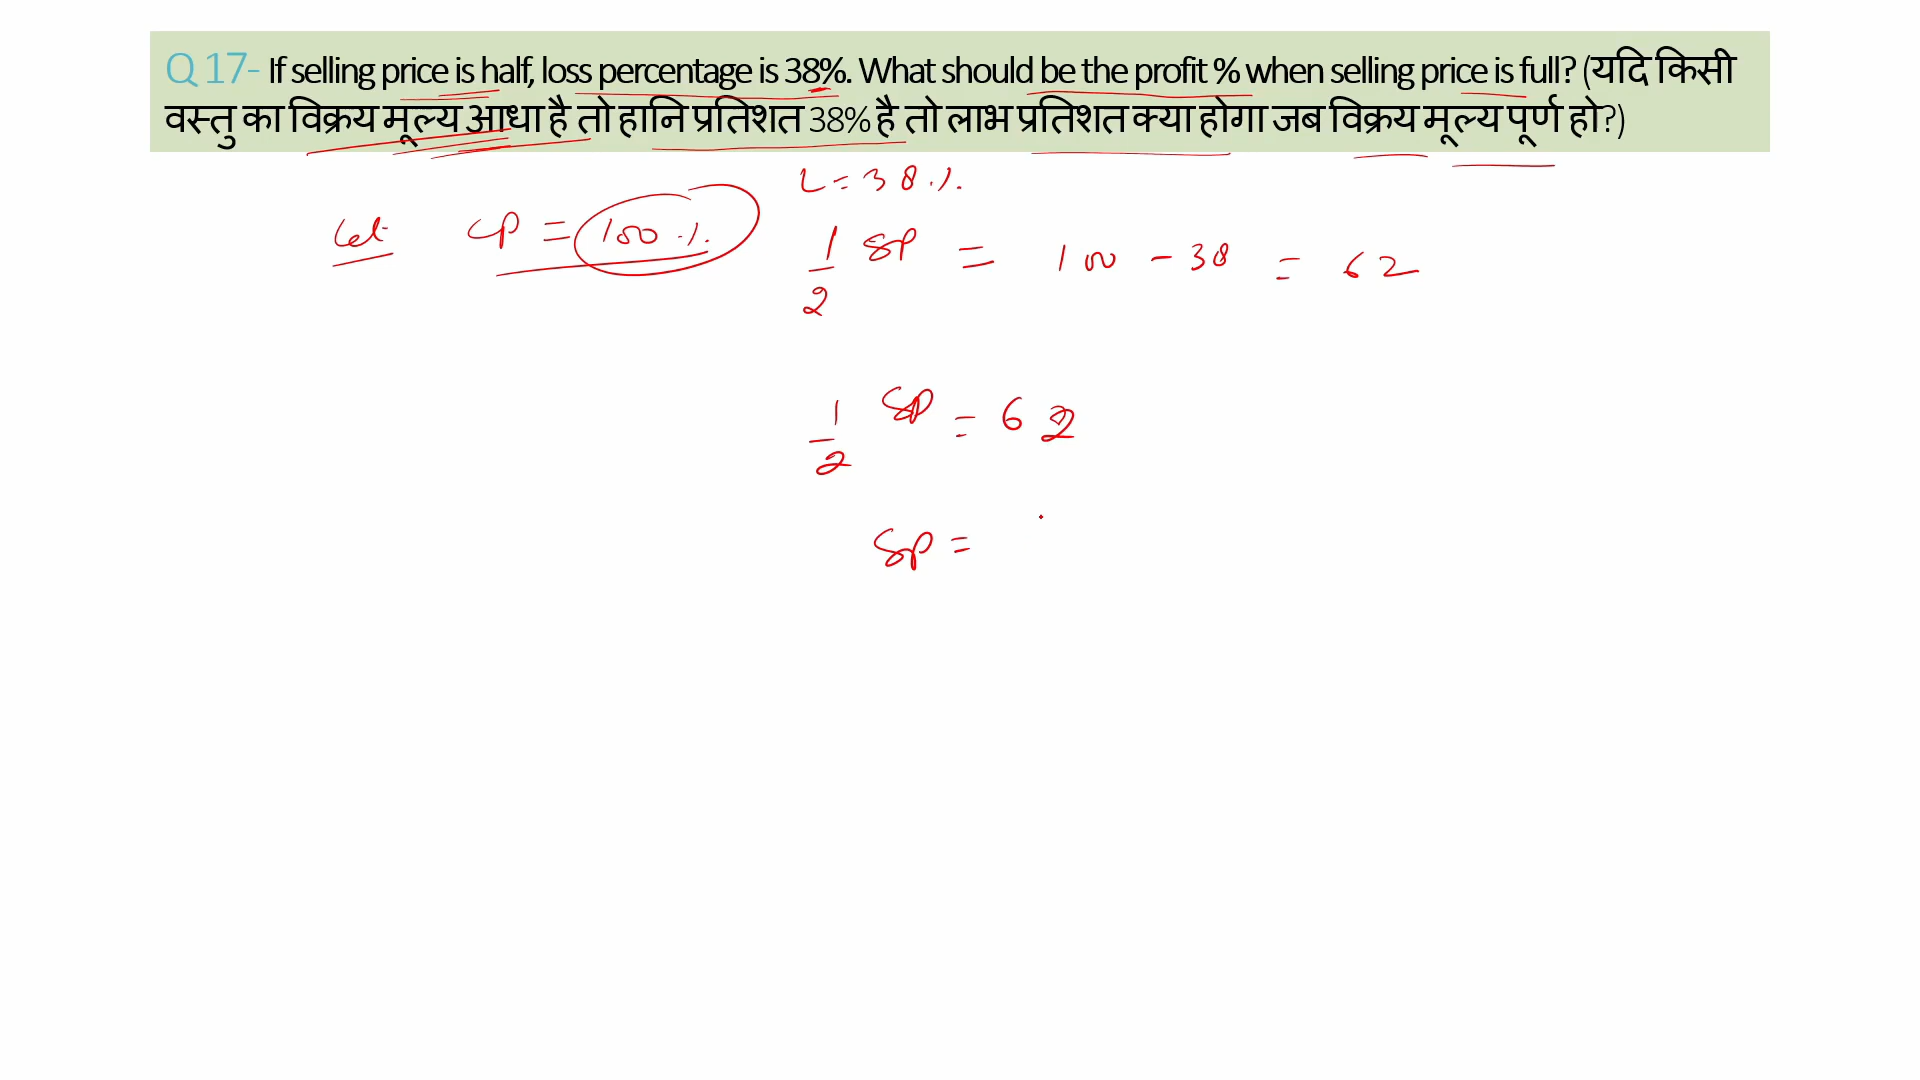 Q 17- If selling price is half, loss percentage is 38%. What should be the profit % when selling price is full? (यदि किसी
वस्तु का विक्रय मूल्य आधा है तो हानि प्रतिशत 38% है तो लाभ प्रतिशत क्या होगा जब विक्रय मूल्य पूर्ण हो?)
L = 38 %
Let CP = 100 %
1/2 SP = 100 - 38 = 62
1/2 SP = 62
SP =